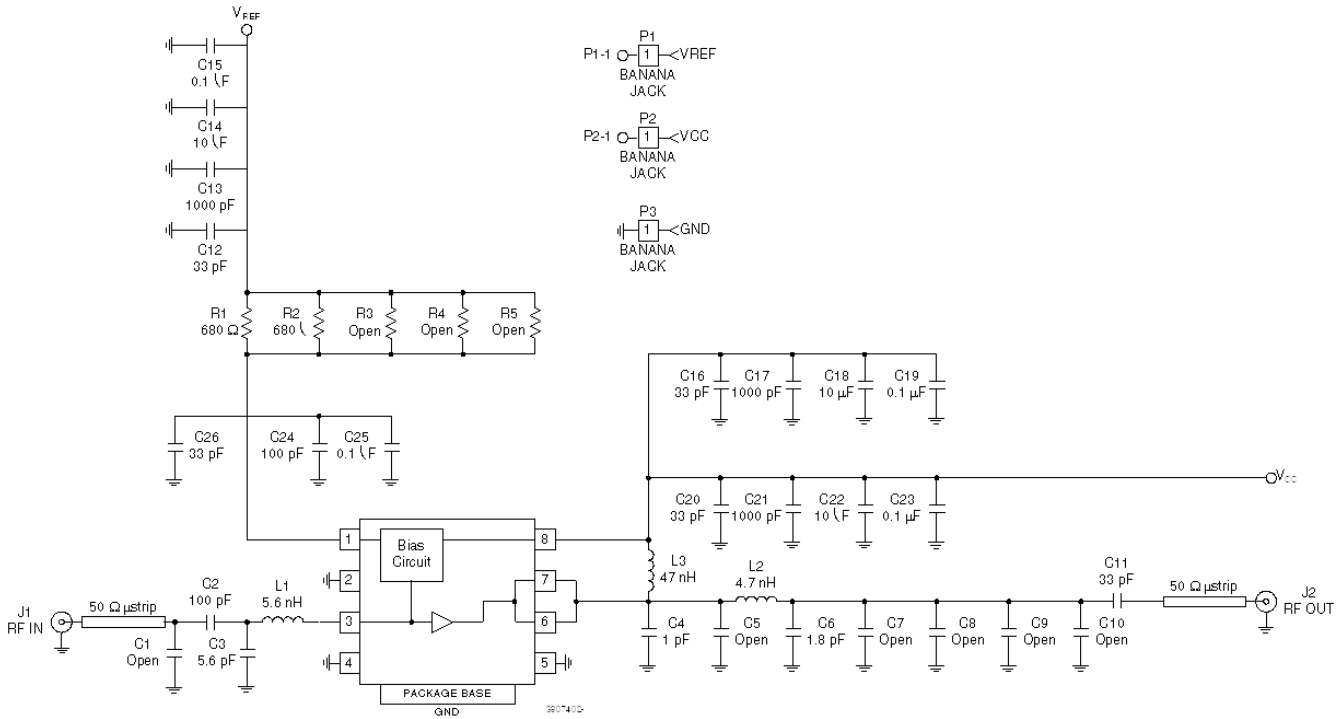 VREF
C15
0.1 \F
C14
10 \F
C13
1000 pF
C12
33 pF
P1
P1-1
1
VREF
BANANA
JACK
P2
P2-1
1
VCC
BANANA
JACK
P3
1
GND
BANANA
JACK
R1
680 Ω
R2
680 \
R3
Open
R4
Open
R5
Open
C16
33 pF
C17
1000 pF
C18
10 µF
C19
0.1 µF
C26
33 pF
C24
100 pF
C25
0.1 \F
C20
33 pF
C21
1000 pF
C22
10 \F
C23
0.1 µF
VCC
1
Bias
Circuit
8
2
7
3
6
4
5
PACKAGE BASE
GND
J1
RF IN
50 Ω µstrip
C1
Open
C2
100 pF
C3
5.6 pF
L1
5.6 nH
L3
47 nH
L2
4.7 nH
C4
1 pF
C5
Open
C6
1.8 pF
C7
Open
C8
Open
C9
Open
C10
Open
C11
33 pF
50 Ω µstrip
J2
RF OUT